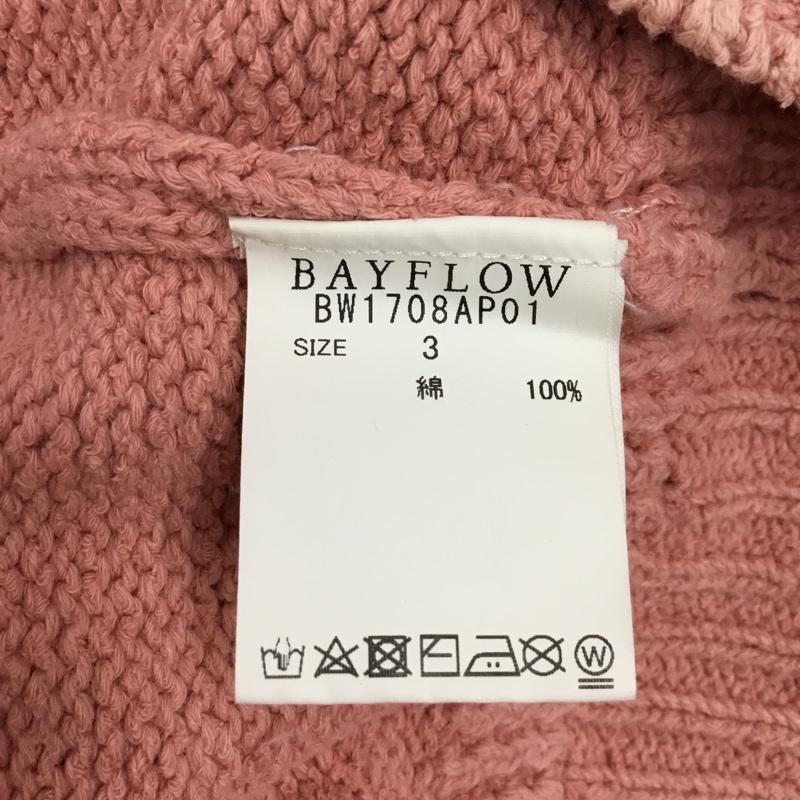 BAYFLOW
BW1708AP01
SIZE 3
綿 100%
W